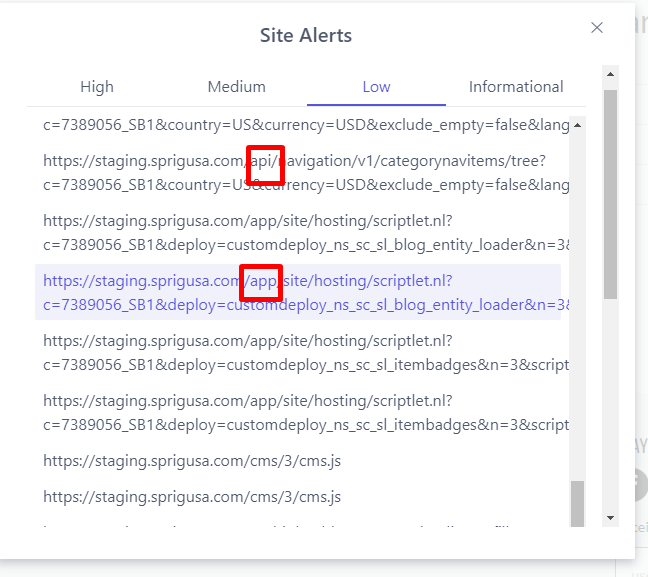 Site Alerts
High
Medium
Low
Informational
c=7389056_SB1&country=US&currency=USD&exclude_empty=false&lang
https://staging.sprigusa.com/api/navigation/v1/categorynavitems/tree?
c=7389056_SB1&country=US&currency=USD&exclude_empty=false&lang
https://staging.sprigusa.com/app/site/hosting/scriptlet.nl?
c=7389056_SB1&deploy=customdeploy_ns_sc_sl_blog_entity_loader&n=3&
https://staging.sprigusa.com/app/site/hosting/scriptlet.nl?
c=7389056_SB1&deploy=customdeploy_ns_sc_sl_blog_entity_loader&n=3&
https://staging.sprigusa.com/app/site/hosting/scriptlet.nl?
c=7389056_SB1&deploy=customdeploy_ns_sc_sl_itembadges&n=3&script
https://staging.sprigusa.com/app/site/hosting/scriptlet.nl?
c=7389056_SB1&deploy=customdeploy_ns_sc_sl_itembadges&n=3&script
https://staging.sprigusa.com/cms/3/cms.js
https://staging.sprigusa.com/cms/3/cms.js